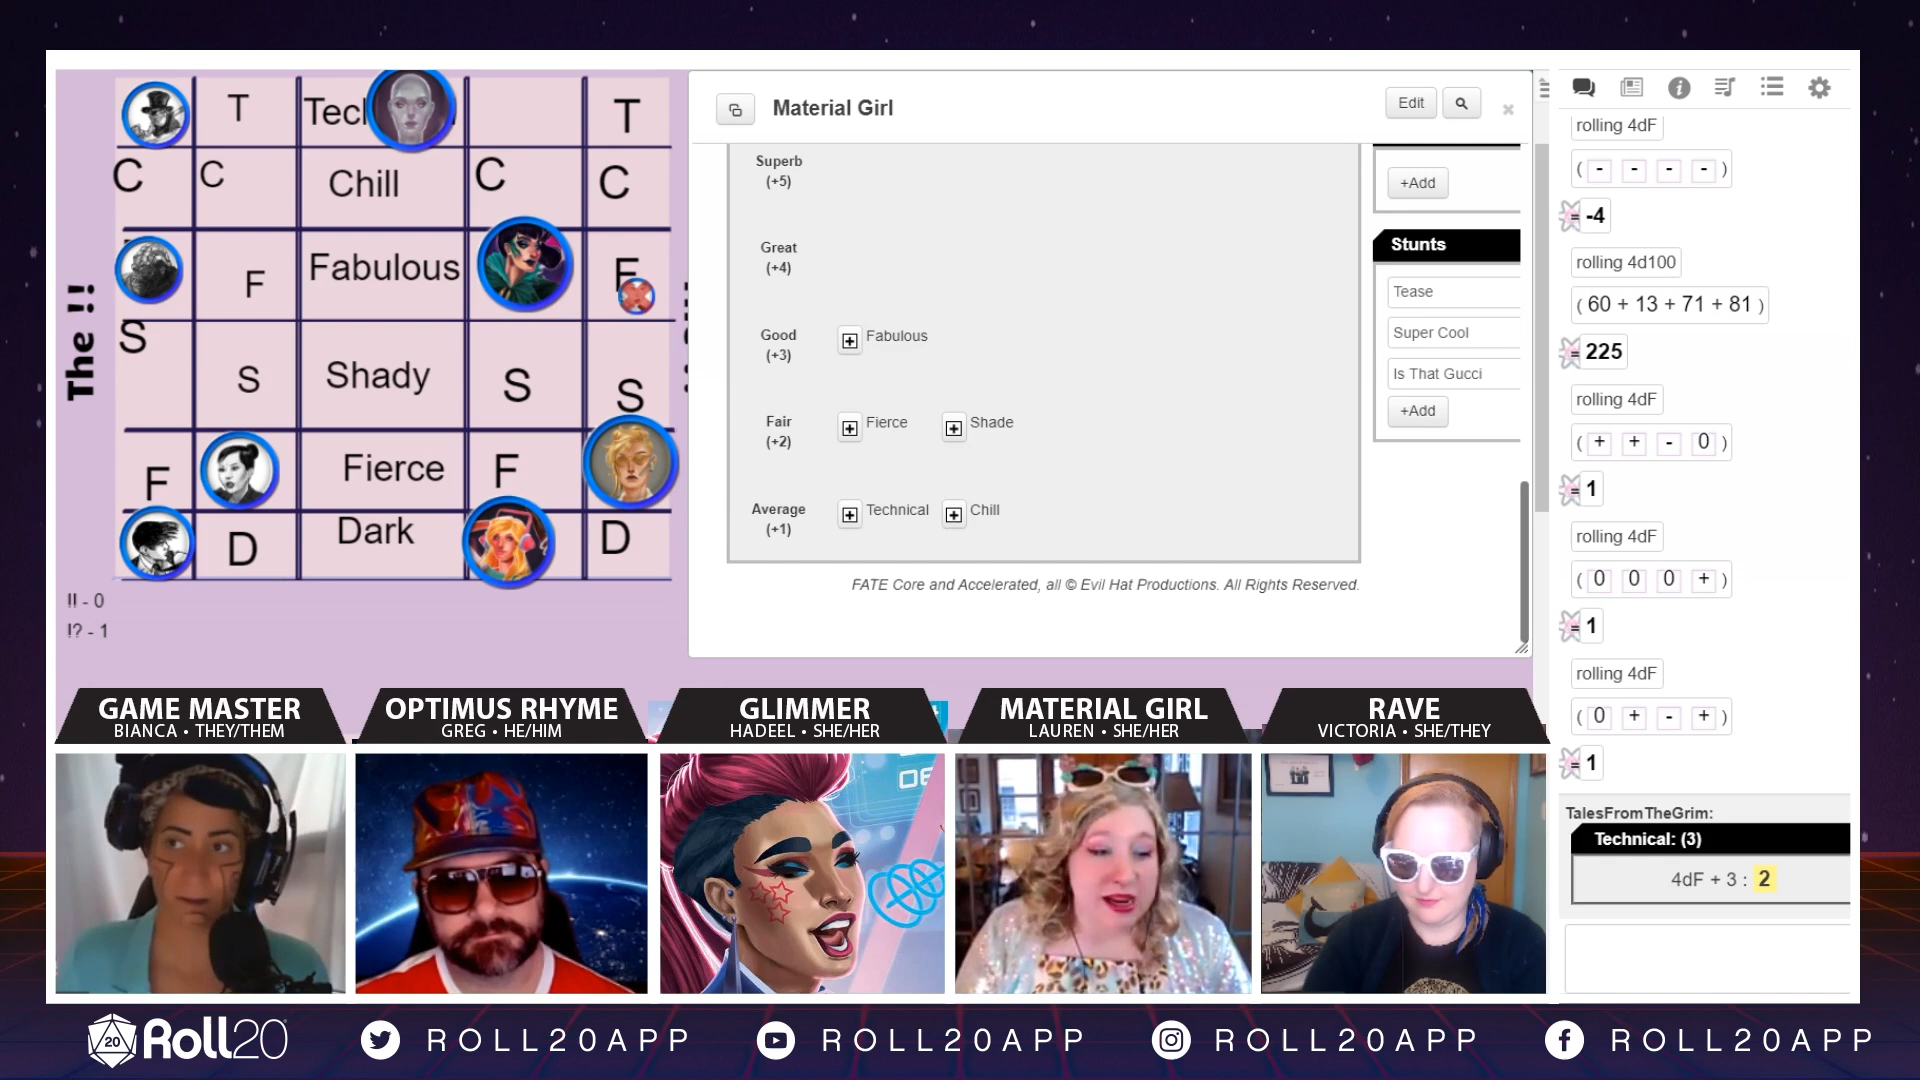 T
Tech
T
C
C
Chill
C
C
F
Fabulous
F
S
S
Shady
S
S
F
Fierce
F
D
Dark
D
The !!
!! - 0
!? - 1
Material Girl
Edit
Superb
(+5)
Great
(+4)
Good
(+3)
Fabulous
Fair
(+2)
Fierce
Shade
Average
(+1)
Technical
Chill
FATE Core and Accelerated, all © Evil Hat Productions. All Rights Reserved.
+Add
Stunts
Tease
Super Cool
Is That Gucci
+Add
rolling 4dF
( - - - - )
= -4
rolling 4d100
( 60 + 13 + 71 + 81 )
= 225
rolling 4dF
( + + - 0 )
= 1
rolling 4dF
( 0 0 0 + )
= 1
rolling 4dF
( 0 + - + )
= 1
TalesFromTheGrim:
Technical: (3)
4dF + 3 : 2
GAME MASTER
BIANCA • THEY/THEM
OPTIMUS RHYME
GREG • HE/HIM
GLIMMER
HADEEL • SHE/HER
MATERIAL GIRL
LAUREN • SHE/HER
RAVE
VICTORIA • SHE/THEY
06
20 Roll20
ROLL20APP
ROLL20APP
ROLL20APP
ROLL20APP